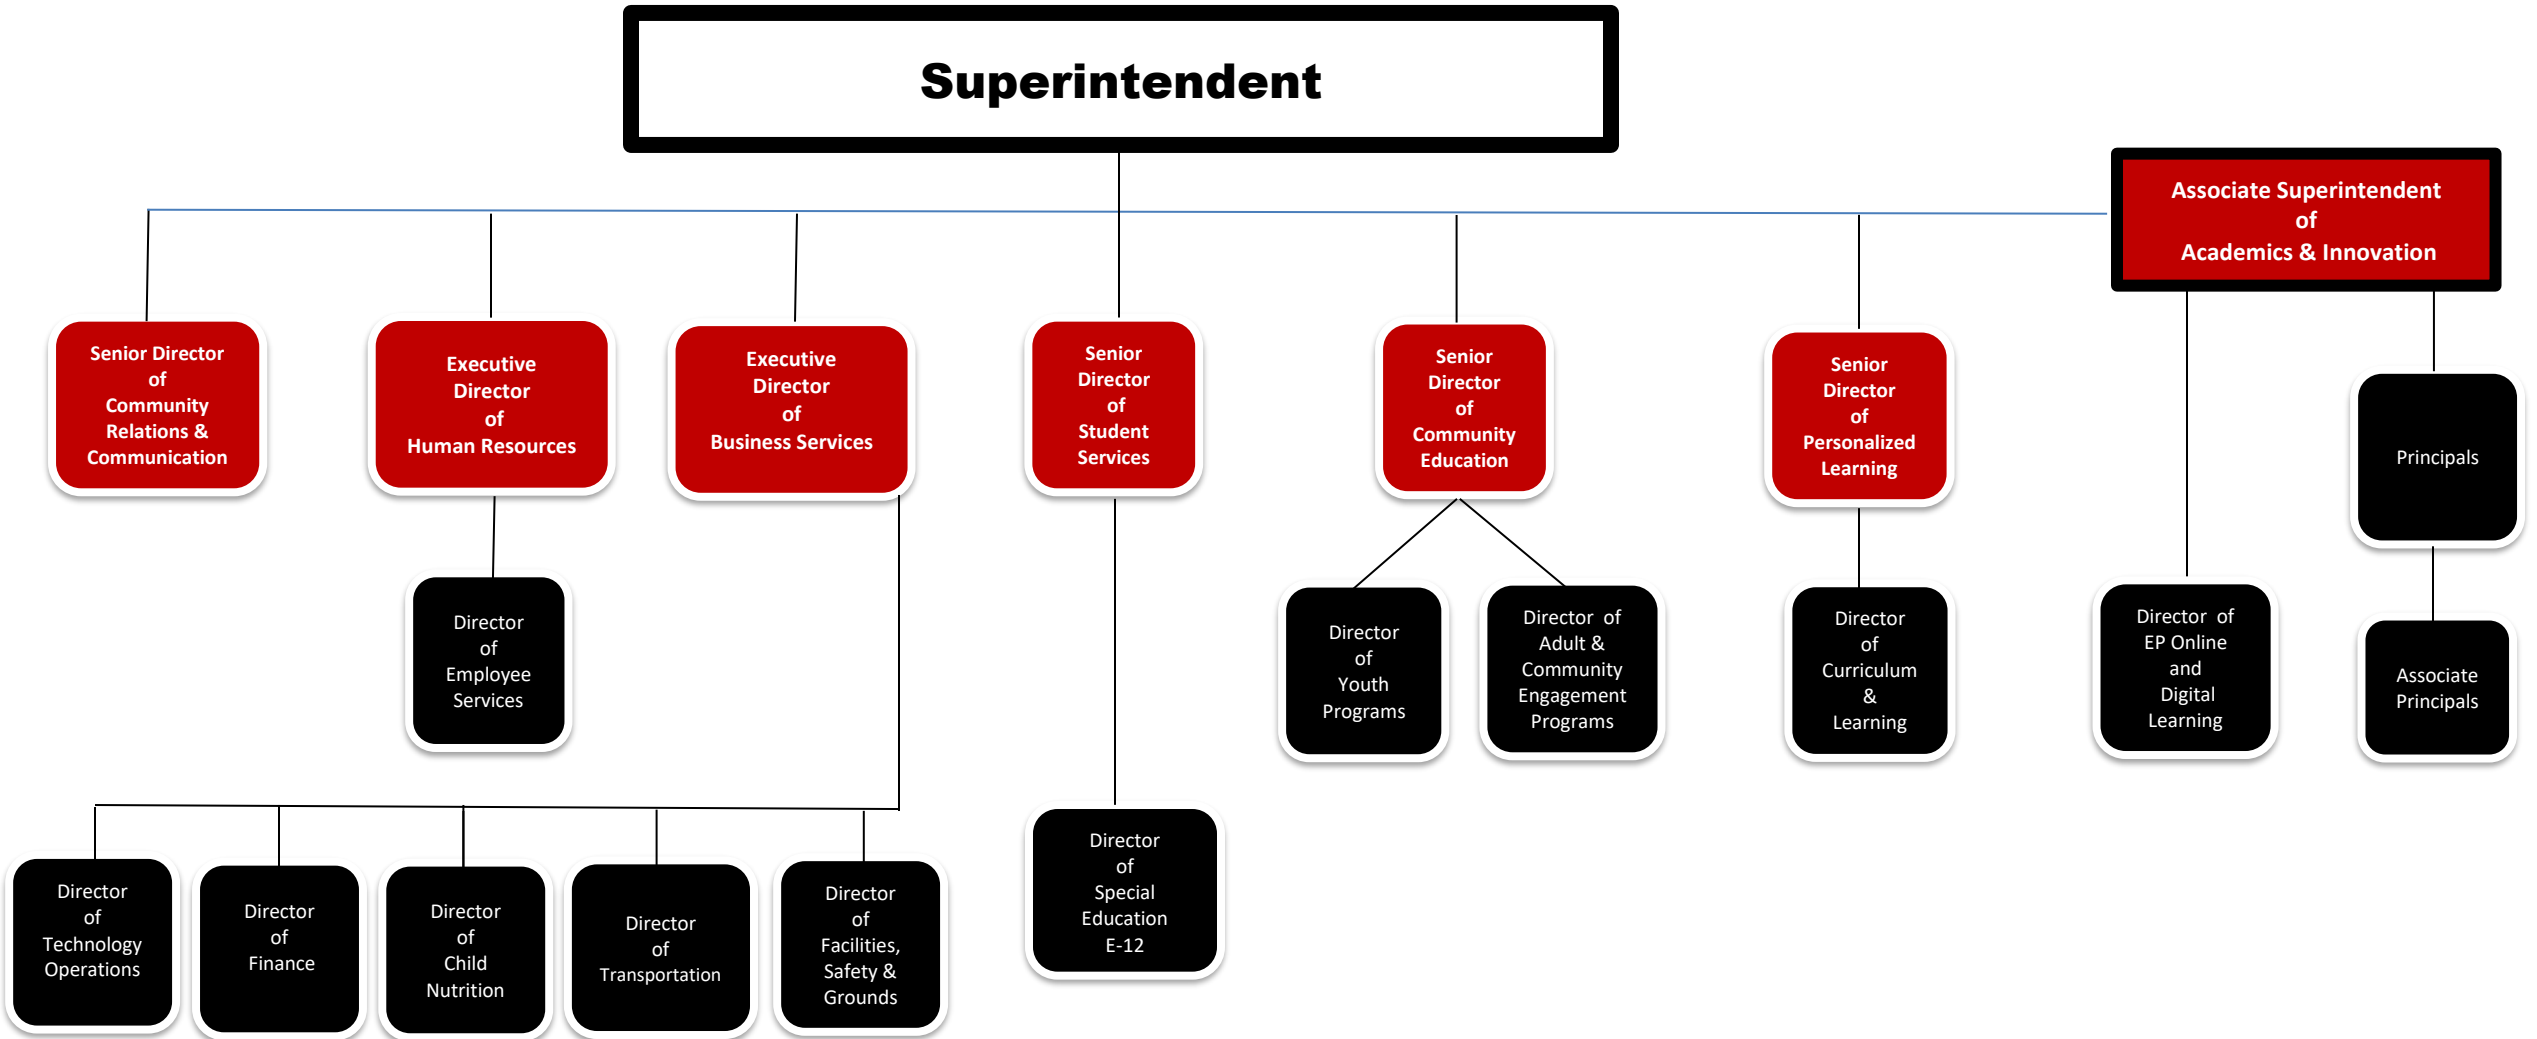 Superintendent
Associate Superintendent
of
Academics & Innovation
Senior Director
of
Community
Relations &
Communication
Executive
Director
of
Human Resources
Executive
Director
of
Business Services
Senior
Director
of
Student
Services
Senior
Director
of
Community
Education
Senior
Director
of
Personalized
Learning
Principals
Director
of
Employee
Services
Director
of
Youth
Programs
Director of
Adult &
Community
Engagement
Programs
Director
of
Curriculum
&
Learning
Director of
EP Online
and
Digital
Learning
Associate
Principals
Director
of
Technology
Operations
Director
of
Finance
Director
of
Child
Nutrition
Director
of
Transportation
Director
of
Facilities,
Safety &
Grounds
Director
of
Special
Education
E-12